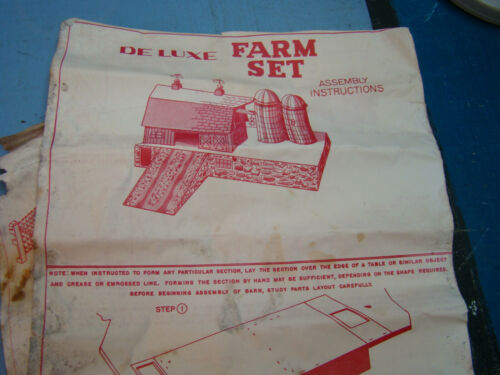 DE LUXE FARM SET
ASSEMBLY INSTRUCTIONS
NOTE: WHEN INSTRUCTED TO FORM ANY PARTICULAR SECTION, LAY THE SECTION OVER THE EDGE OF A TABLE OR SIMILAR OBJECT
AND CREASE OR EMBOSSED LINE. FORMING THE SECTION BY HAND MAY BE SUFFICIENT, DEPENDING ON THE SHAPE REQUIRED.
BEFORE BEGINNING ASSEMBLY OF BARN, STUDY PARTS LAYOUT CAREFULLY.
STEP 1